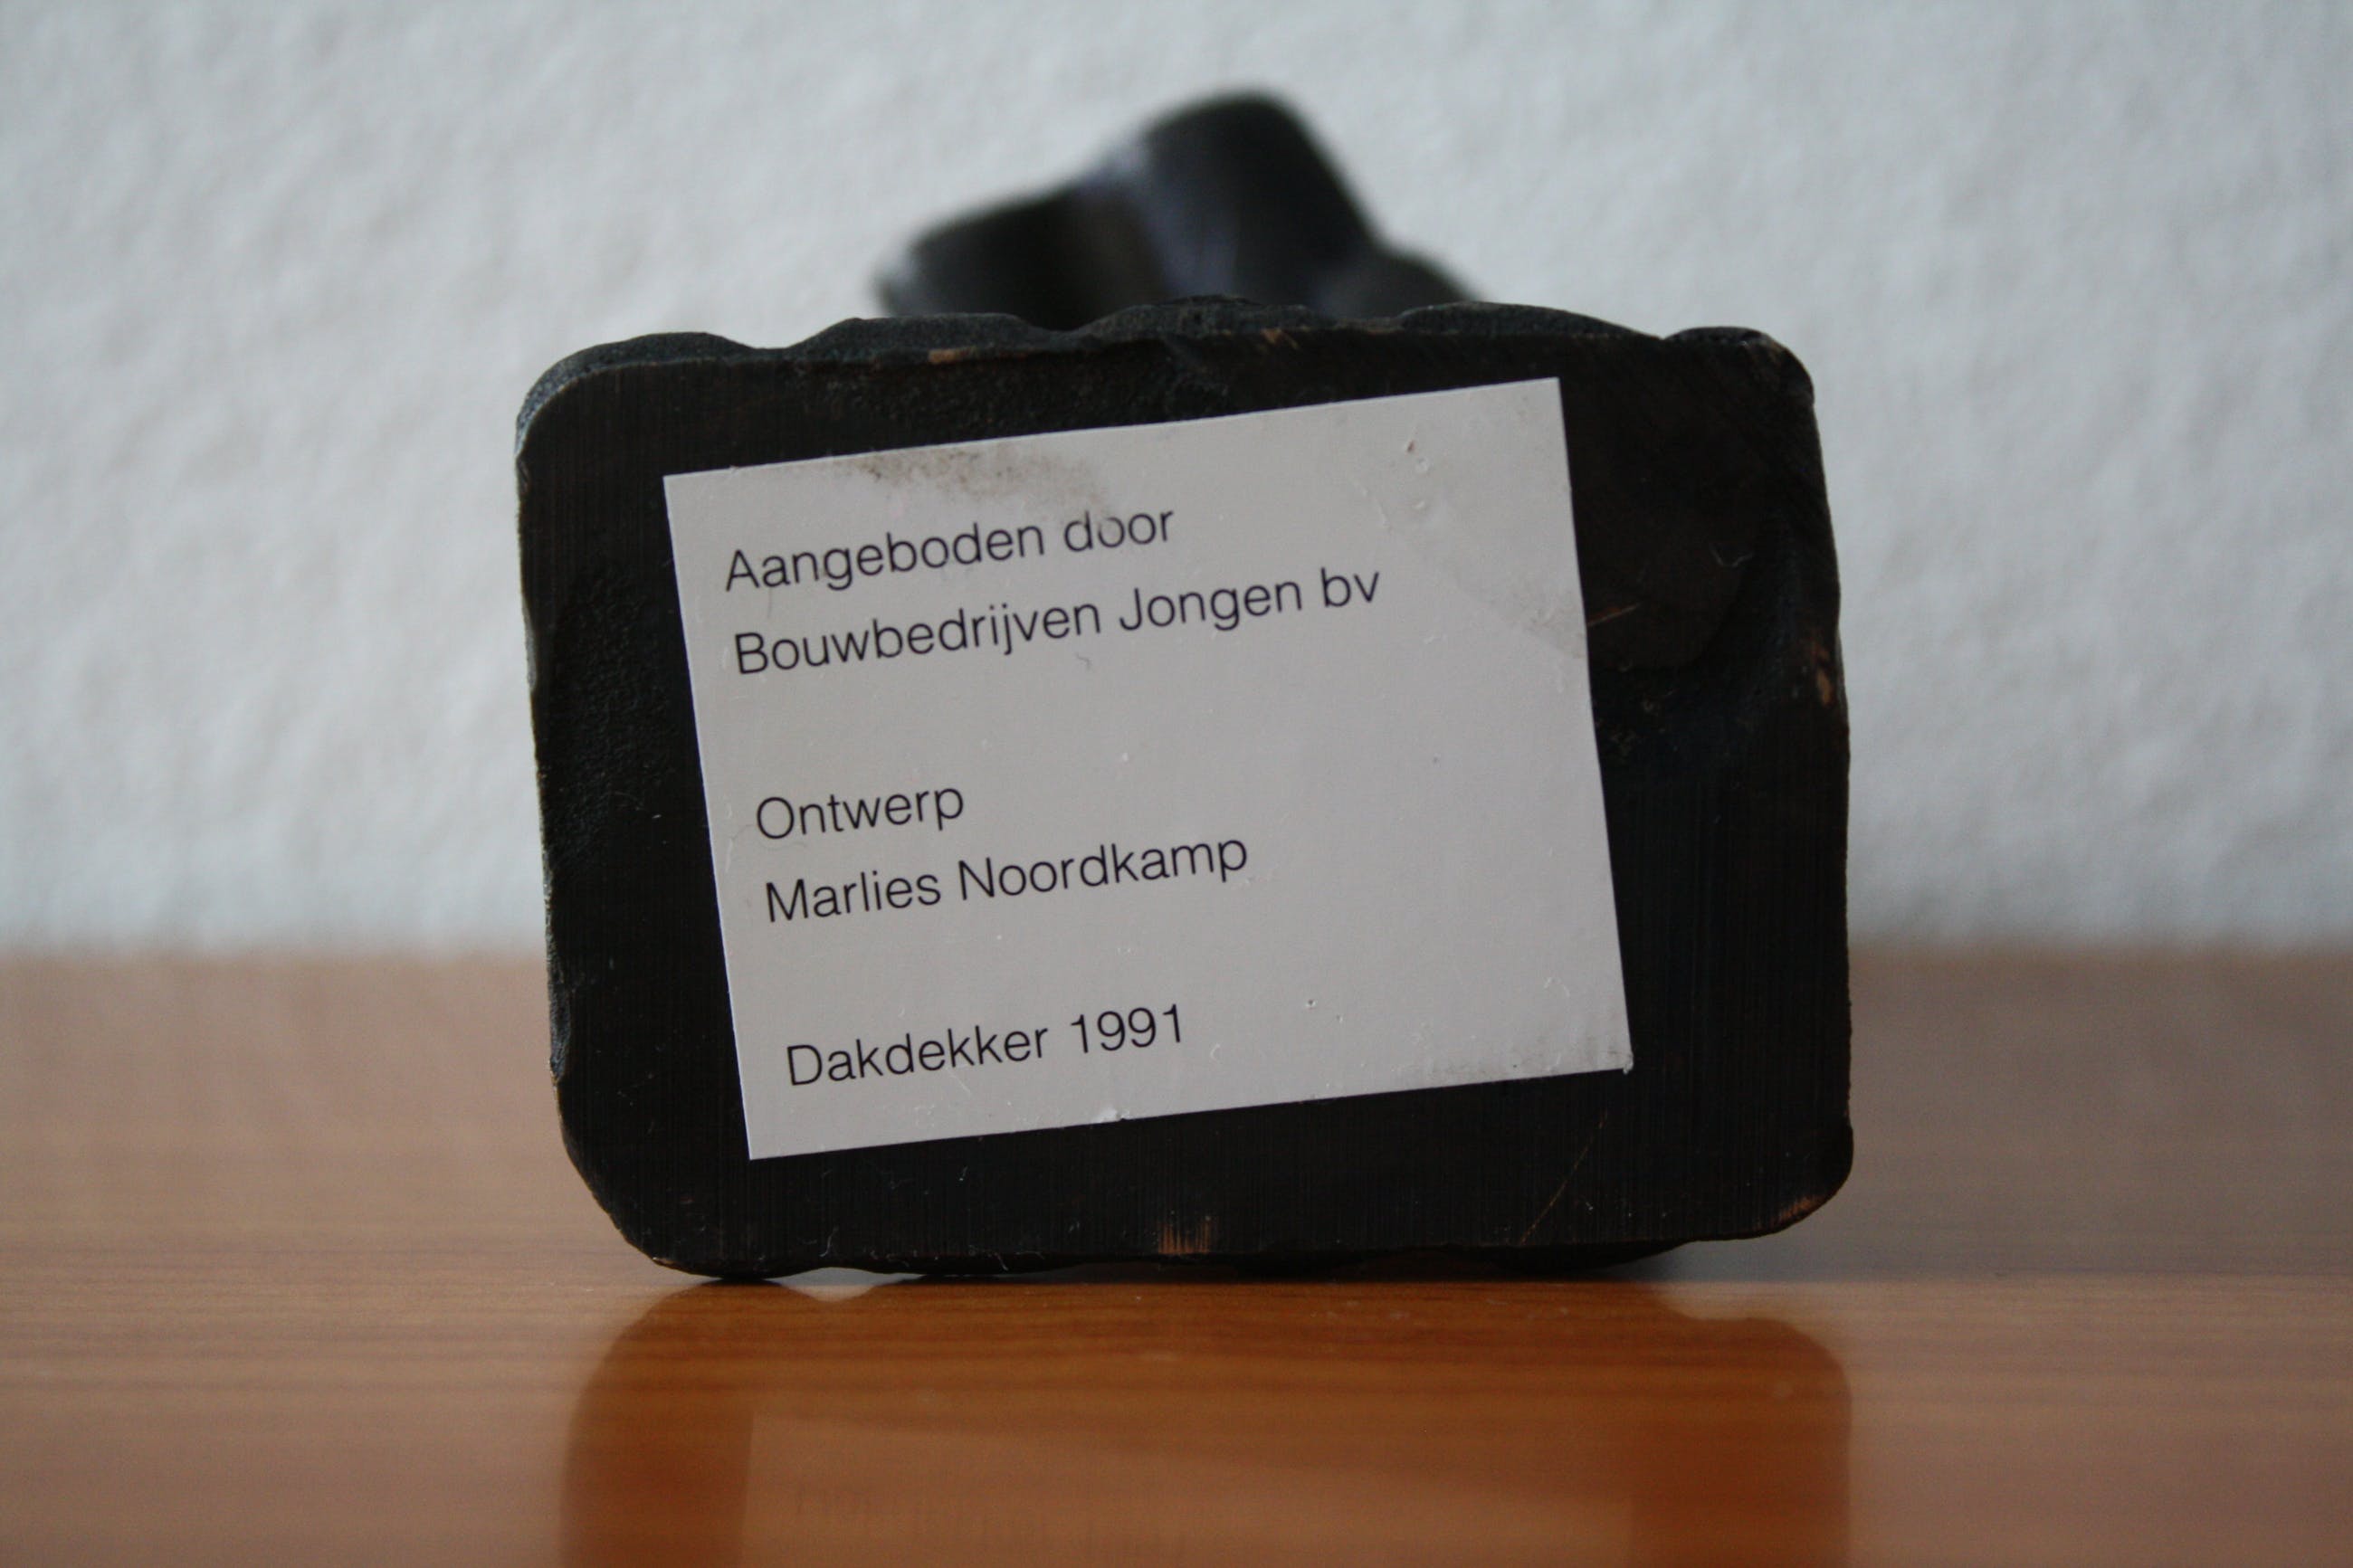 Aangeboden door
Bouwbedrijven Jongen bv
Ontwerp
Marlies Noordkamp
Dakdekker 1991